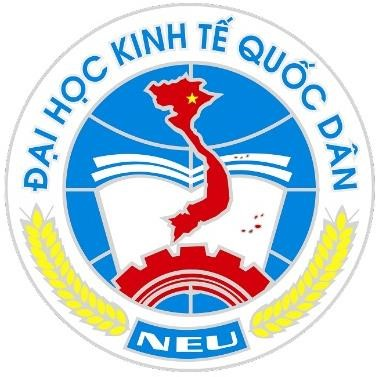 ĐẠI HỌC KINH TẾ QUỐC DÂN
NEU